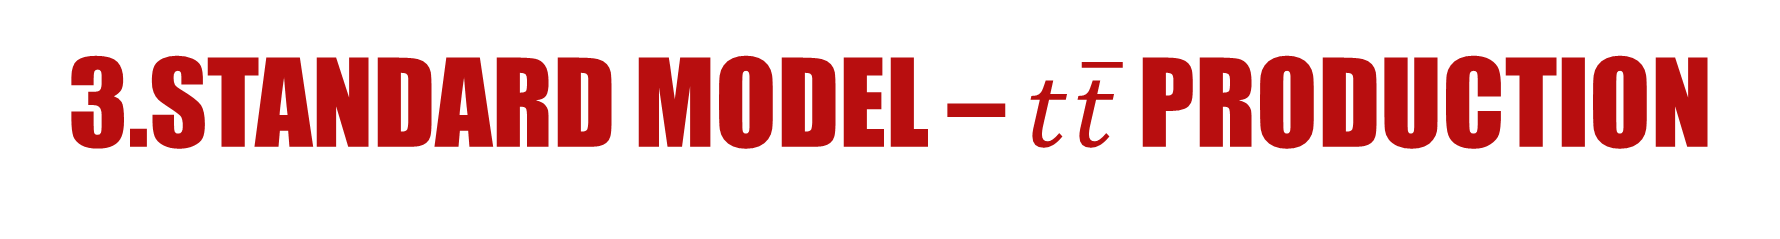 3.STANDARD MODEL – tt̅ PRODUCTION